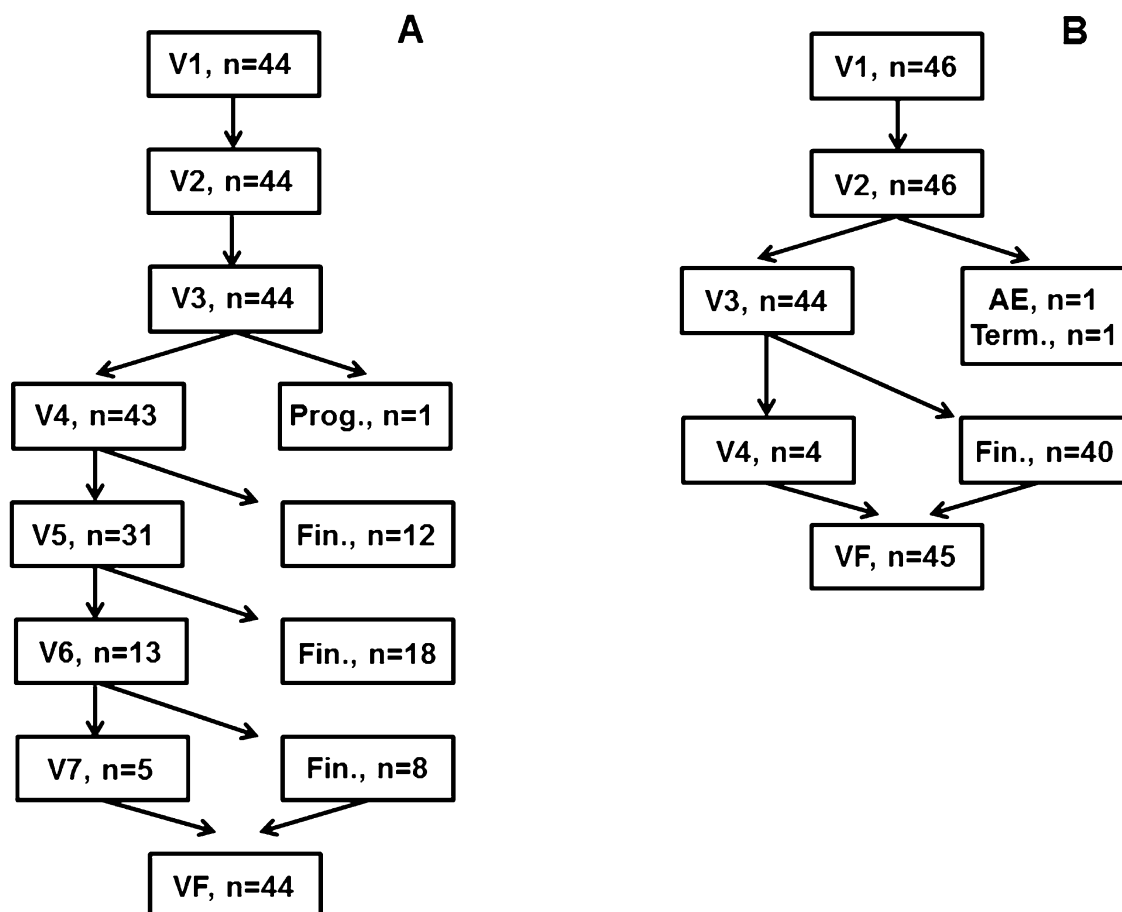 A
V1, n=44
V2, n=44
V3, n=44
V4, n=43
Prog., n=1
V5, n=31
Fin., n=12
V6, n=13
Fin., n=18
V7, n=5
Fin., n=8
VF, n=44
B
V1, n=46
V2, n=46
V3, n=44
AE, n=1
Term., n=1
V4, n=4
Fin., n=40
VF, n=45